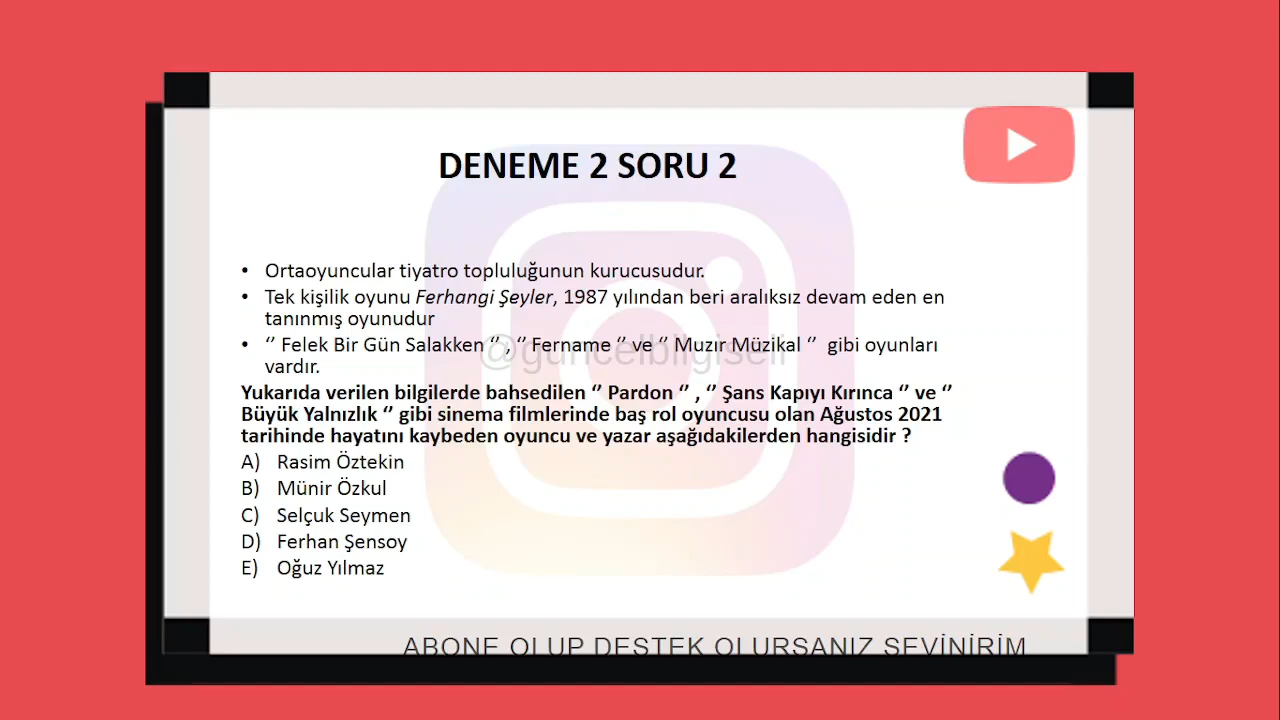 DENEME 2 SORU 2
• Ortaoyuncular tiyatro topluluğunun kurucusudur.
• Tek kişilik oyunu Ferhangi Şeyler, 1987 yılından beri aralıksız devam eden en
tanınmış oyunudur
• ‘’ Felek Bir Gün Salakken ‘’ , ‘’ Fername ‘’ ve ‘’ Muzır Müzikal ‘’ gibi oyunları
@guncelbilgiseli
vardır.
Yukarıda verilen bilgilerde bahsedilen ‘’ Pardon ‘’ , ‘’ Şans Kapıyı Kırınca ‘’ ve ‘’
Büyük Yalnızlık ‘’ gibi sinema filmlerinde baş rol oyuncusu olan Ağustos 2021
tarihinde hayatını kaybeden oyuncu ve yazar aşağıdakilerden hangisidir ?
A) Rasim Öztekin
B) Münir Özkul
C) Selçuk Seymen
D) Ferhan Şensoy
E) Oğuz Yılmaz
ABONE OLUP DESTEK OLURSANIZ SEVİNİRİM